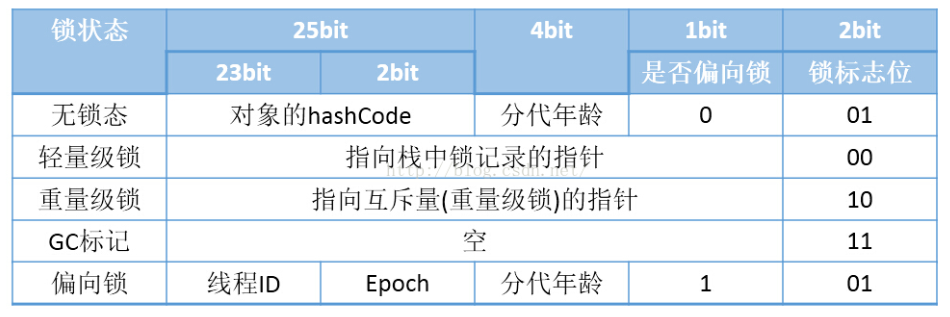 锁状态 25bit 4bit 1bit 2bit
23bit 2bit 是否偏向锁 锁标志位
无锁态 对象的hashCode 分代年龄 0 01
轻量级锁 指向栈中锁记录的指针 00
http://blog.csdn.net/
重量级锁 指向互斥量(重量级锁)的指针 10
GC标记 空 11
偏向锁 线程ID Epoch 分代年龄 1 01